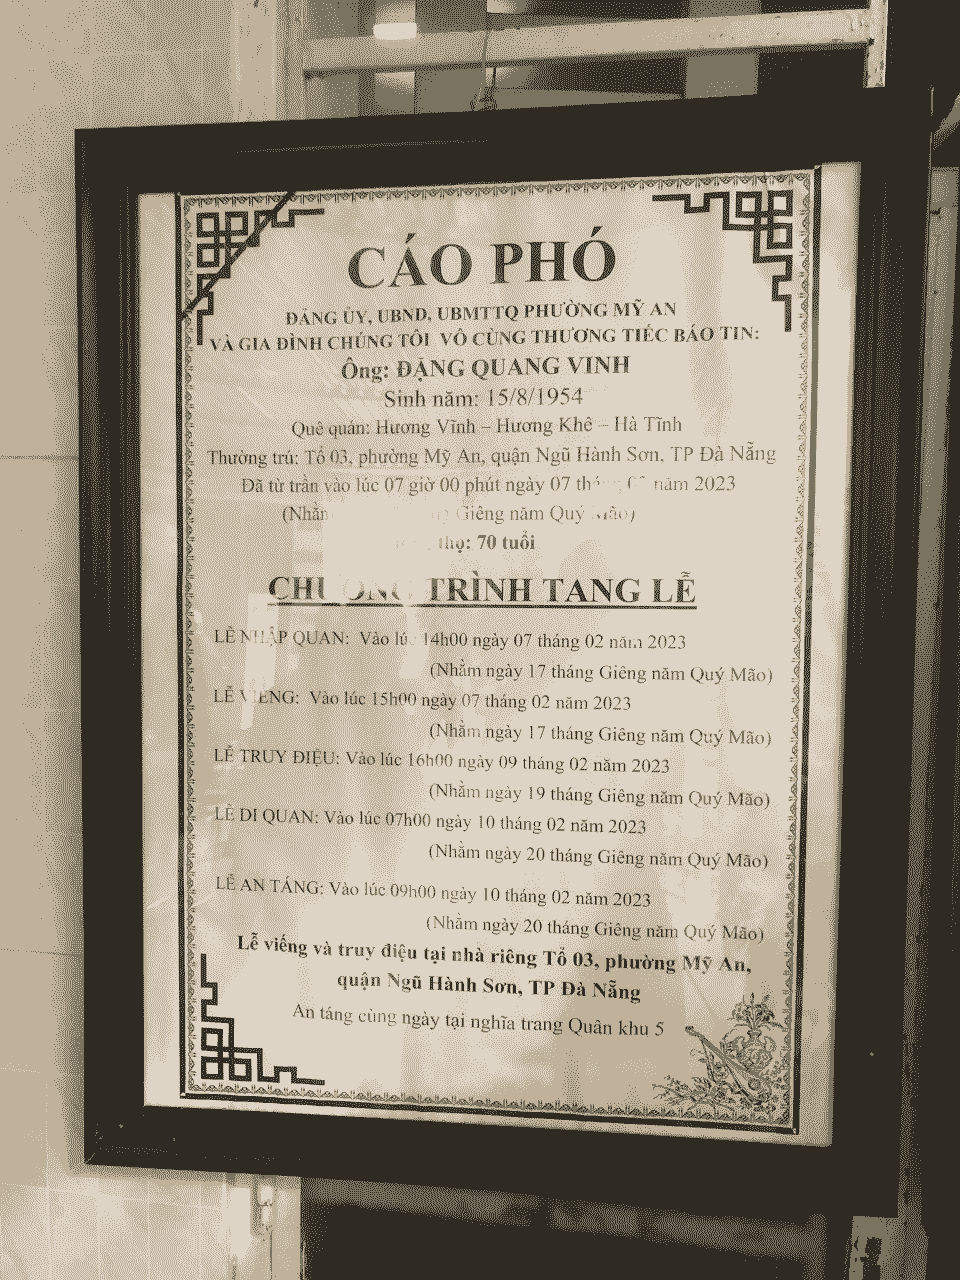 CÁO PHÓ
ĐẢNG ỦY, UBND, UBMTTQ PHƯỜNG MỸ AN
VÀ GIA ĐÌNH CHÚNG TÔI VÔ CÙNG THƯƠNG TIẾC BÁO TIN:
Ông: ĐẶNG QUANG VINH
Sinh năm: 15/8/1954
Quê quán: Hương Vĩnh – Hương Khê – Hà Tĩnh
Thường trú: Tổ 03, phường Mỹ An, quận Ngũ Hành Sơn, TP Đà Nẵng
Đã từ trần vào lúc 07 giờ 00 phút ngày 07 năm 2023
(Nhằm Giêng năm Quý Mão)
thọ: 70 tuổi
CHƯƠNG TRÌNH TANG LỄ
LỄ NHẬP QUAN: Vào lúc 14h00 ngày 07 tháng 02 năm 2023
(Nhằm ngày 17 tháng Giêng năm Quý Mão)
LỄ VIẾNG: Vào lúc 15h00 ngày 07 tháng 02 năm 2023
(Nhằm ngày 17 tháng Giêng năm Quý Mão)
LỄ TRUY ĐIỆU: Vào lúc 16h00 ngày 09 tháng 02 năm 2023
(Nhằm ngày 19 tháng Giêng năm Quý Mão)
LỄ DI QUAN: Vào lúc 07h00 ngày 10 tháng 02 năm 2023
(Nhằm ngày 20 tháng Giêng năm Quý Mão)
LỄ AN TÁNG: Vào lúc 09h00 ngày 10 tháng 02 năm 2023
(Nhằm ngày 20 tháng Giêng năm Quý Mão)
Lễ viếng và truy điệu tại nhà riêng Tổ 03, phường Mỹ An,
quận Ngũ Hành Sơn, TP Đà Nẵng
An táng cùng ngày tại nghĩa trang Quân khu 5